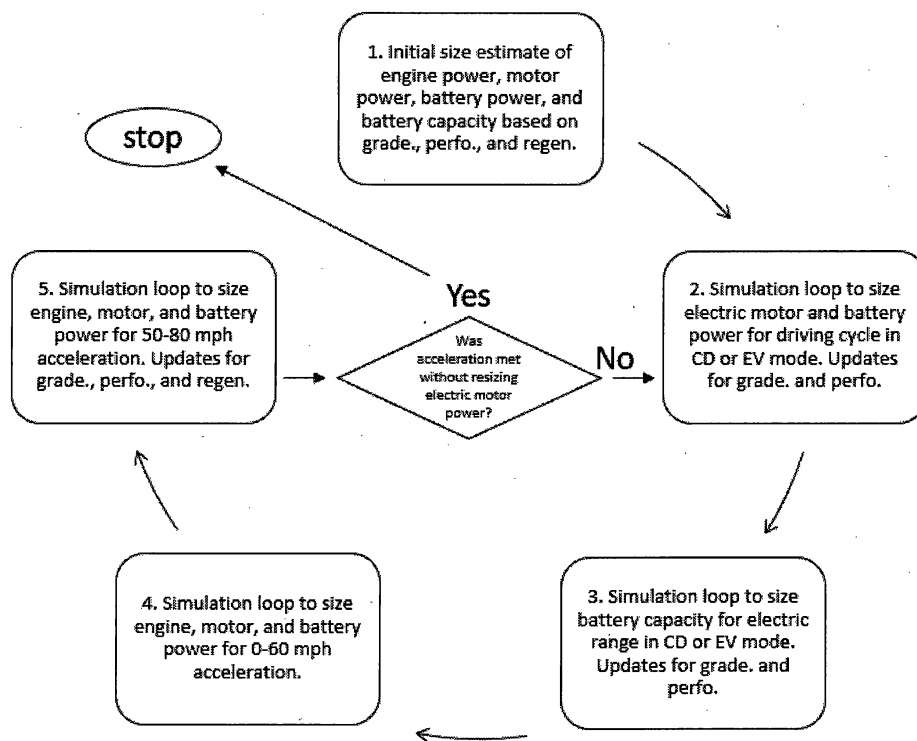 1. Initial size estimate of
engine power, motor
power, battery power, and
battery capacity based on
grade., perfo., and regen.
stop
5. Simulation loop to size
engine, motor, and battery
power for 50-80 mph
acceleration. Updates for
grade., perfo., and regen.
Yes
Was
acceleration met
without resizing
electric motor
power?
No
2. Simulation loop to size
electric motor and battery
power for driving cycle in
CD or EV mode. Updates
for grade. and perfo.
4. Simulation loop to size
engine, motor, and battery
power for 0-60 mph
acceleration.
3. Simulation loop to size
battery capacity for electric
range in CD or EV mode.
Updates for grade. and
perfo.